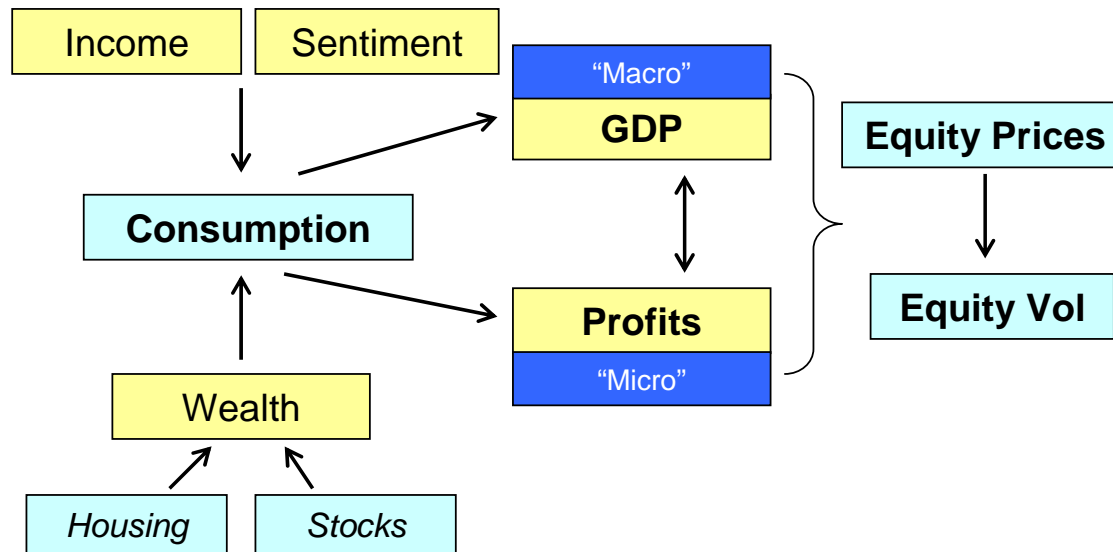 Income
Sentiment
“Macro”
GDP
Equity Prices
Consumption
Profits
“Micro”
Equity Vol
Wealth
Housing
Stocks